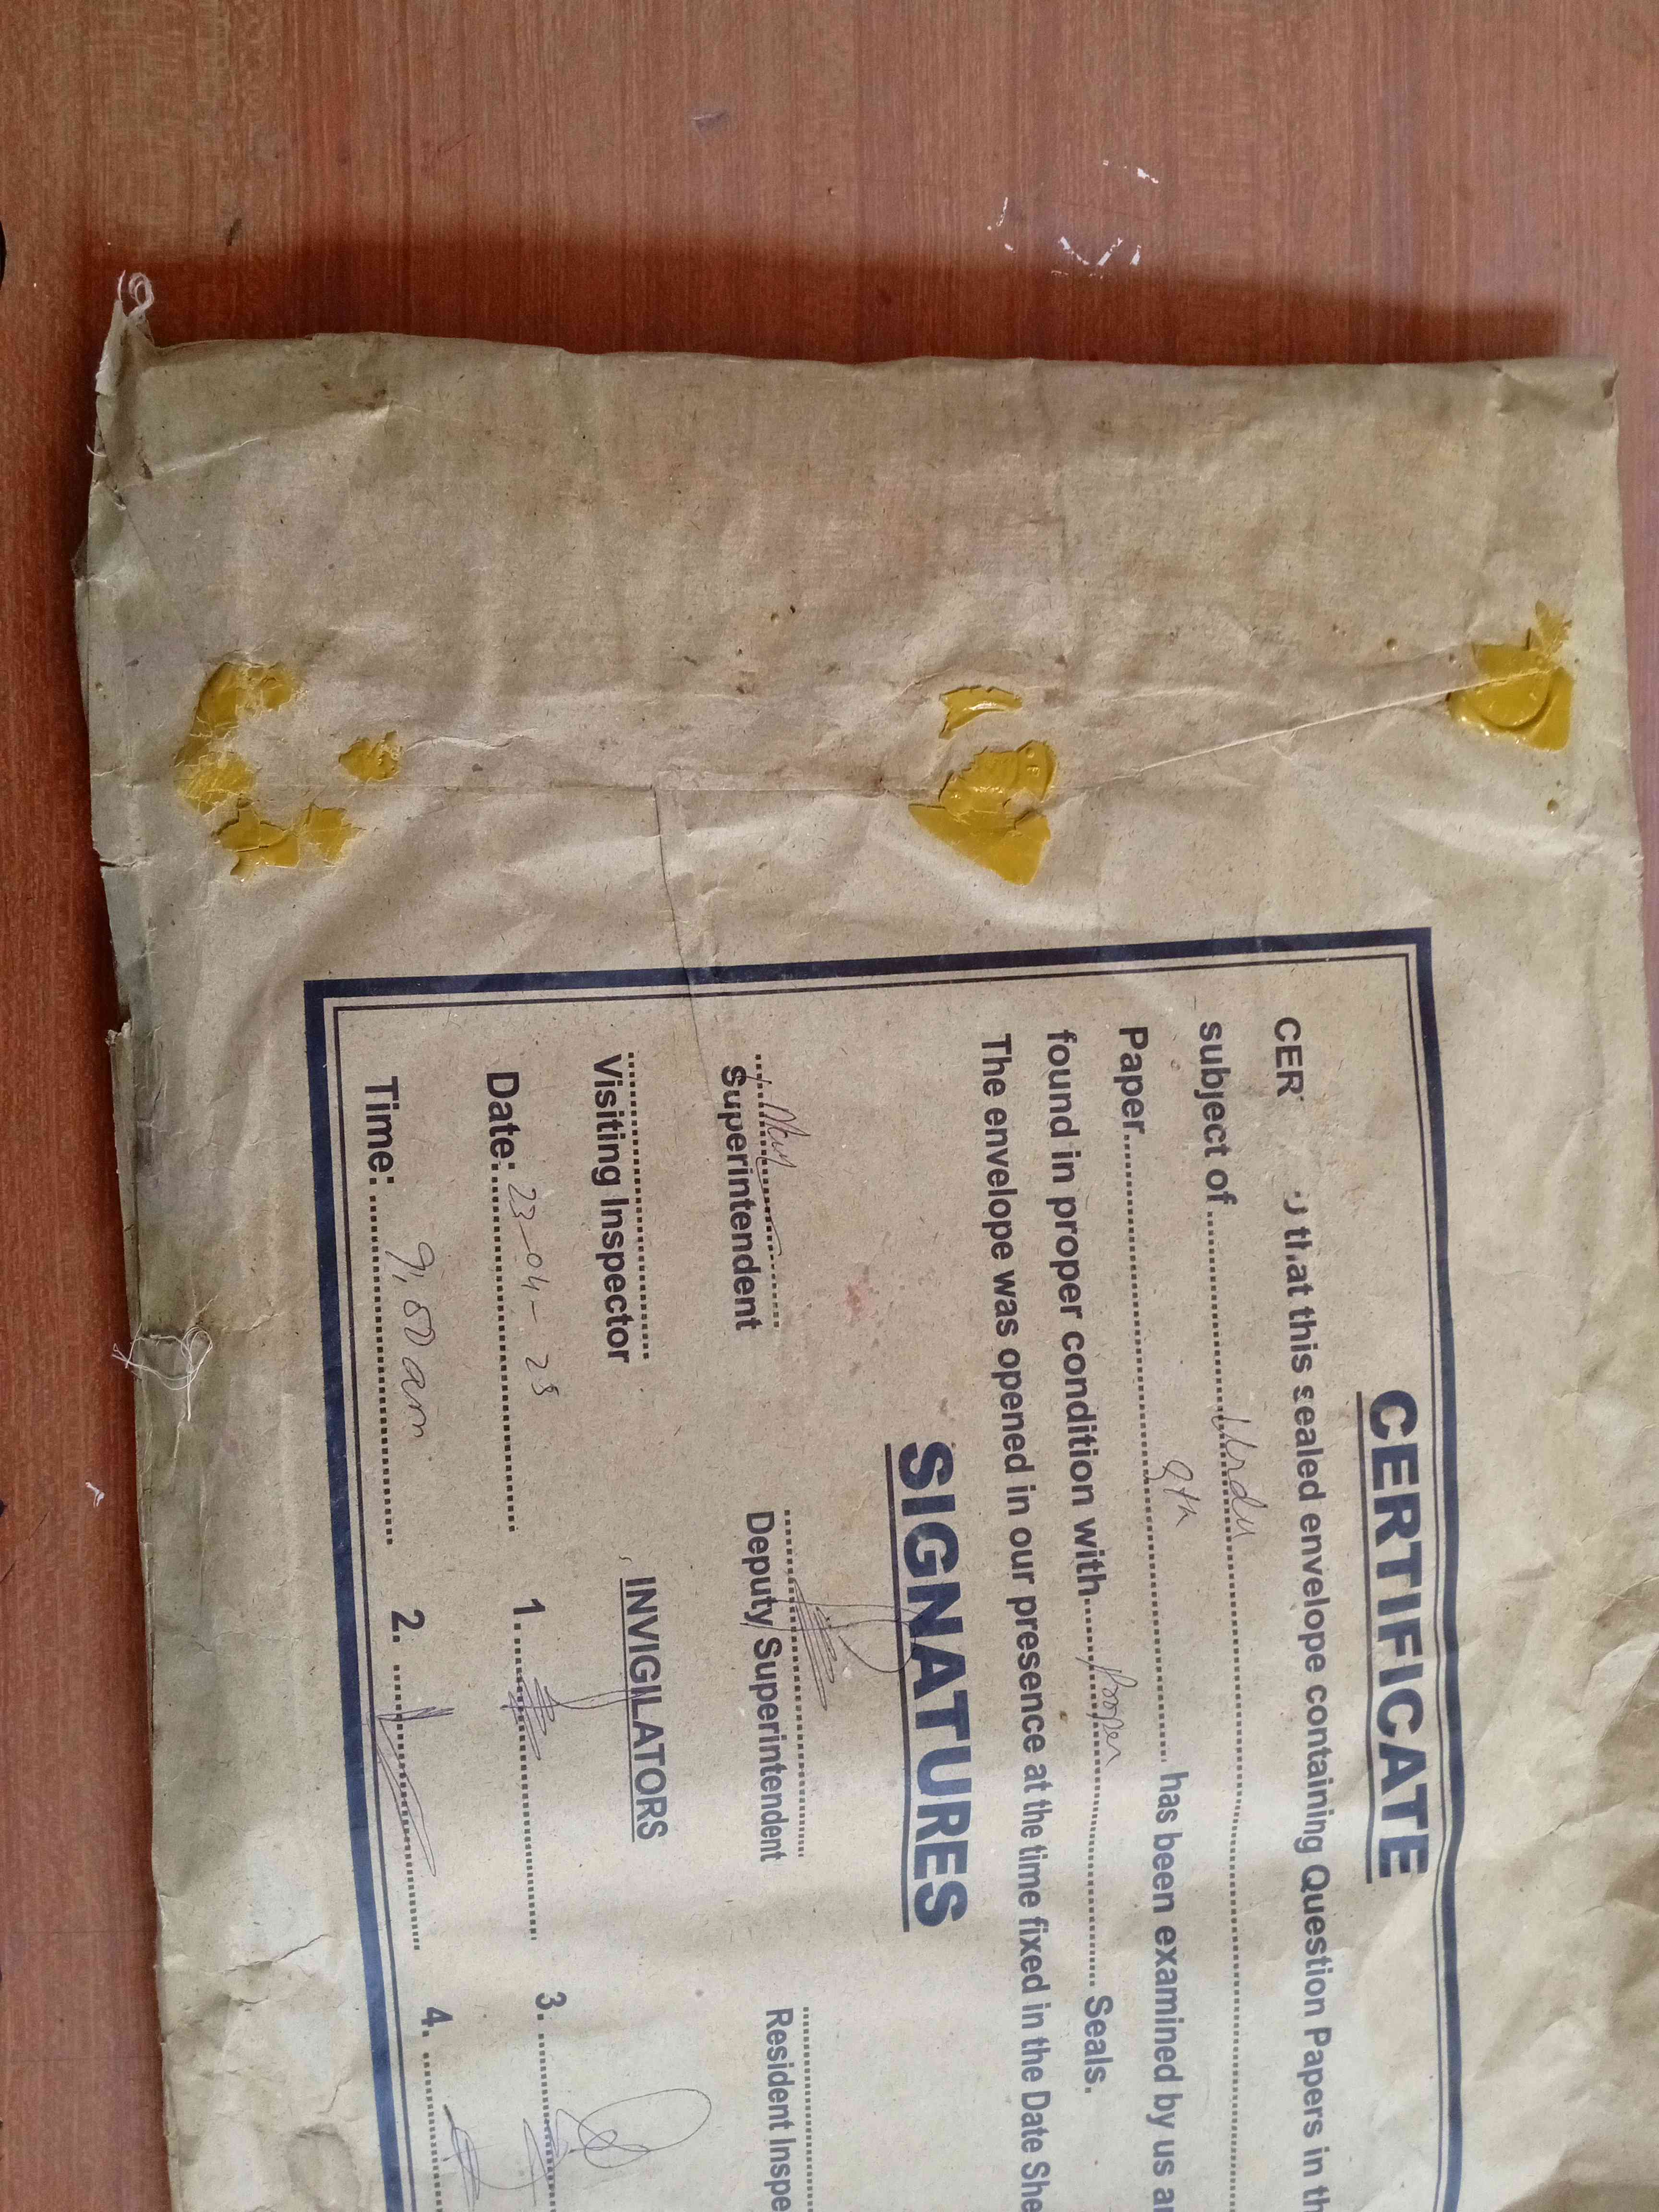 CERTIFICATE
CER that this sealed envelope containing Question Papers in th
subject of ........ Urdu ........
Paper ........ 9th ........ has been examined by us a
found in proper condition with ........ Proper ........ Seals.
The envelope was opened in our presence at the time fixed in the Date She
SIGNATURES
Superintendent Deputy Superintendent Resident Inspe
Visiting Inspector INVIGILATORS
Date: 23-04-25 1. 3.
Time: 9,00 am 2. 4.